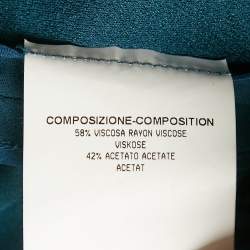 COMPOSIZIONE-COMPOSITION
58% VISCOSA RAYON VISCOSE
VISKOSE
42% ACETATO ACETATE
ACETAT